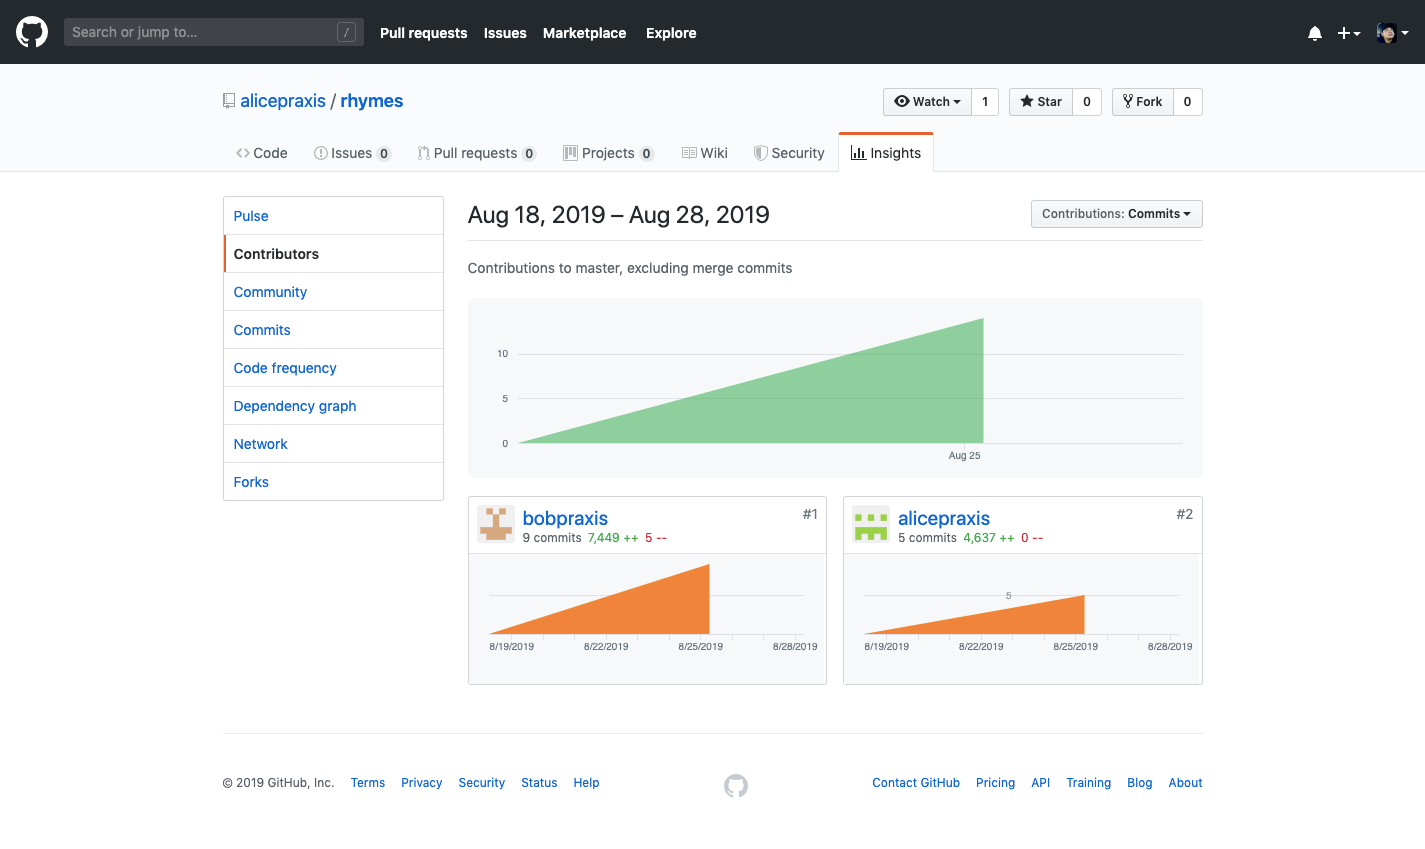 Search or jump to... / Pull requests Issues Marketplace Explore
alicepraxis / rhymes Watch 1 Star 0 Fork 0
Code Issues 0 Pull requests 0 Projects 0 Wiki Security Insights
Pulse
Contributors
Community
Commits
Code frequency
Dependency graph
Network
Forks
Aug 18, 2019 – Aug 28, 2019 Contributions: Commits
Contributions to master, excluding merge commits
10
5
0
Aug 25
bobpraxis #1
9 commits 7,449 ++ 5 --
8/19/2019 8/22/2019 8/25/2019 8/28/2019
alicepraxis #2
5 commits 4,637 ++ 0 --
5
8/19/2019 8/22/2019 8/25/2019 8/28/2019
© 2019 GitHub, Inc. Terms Privacy Security Status Help Contact GitHub Pricing API Training Blog About